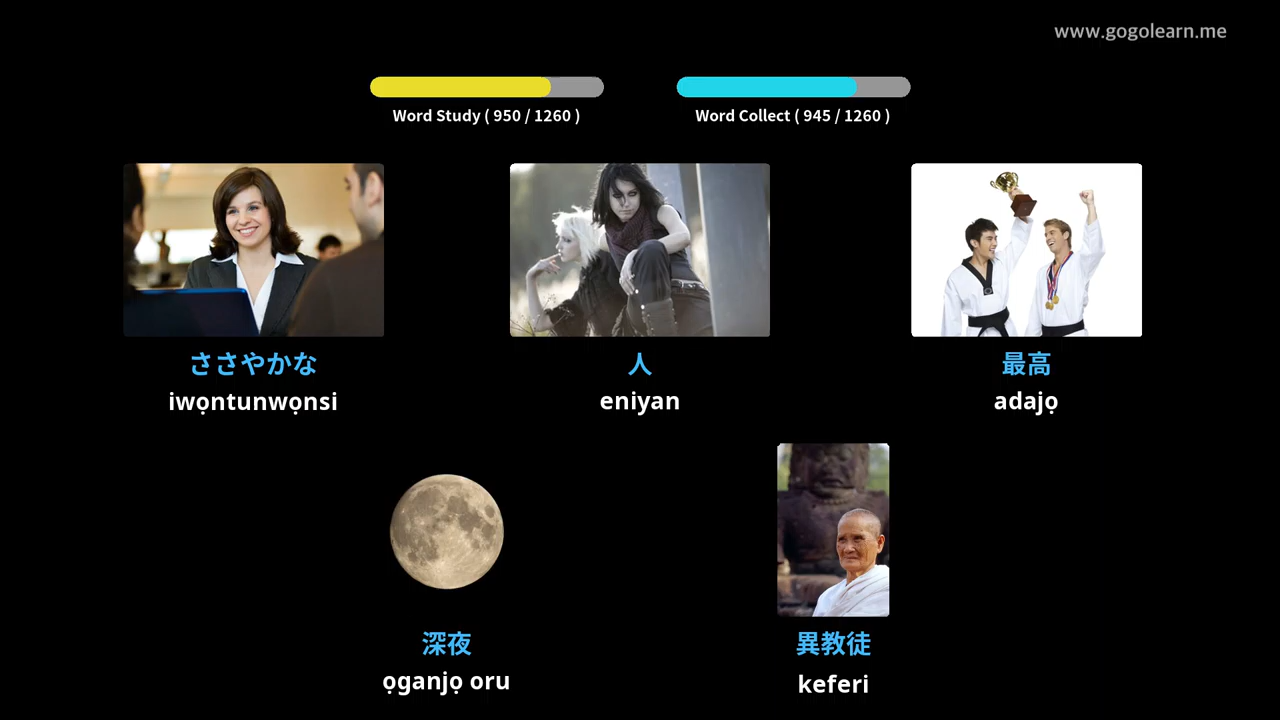 www.gogolearn.me
Word Study ( 950 / 1260 )
Word Collect ( 945 / 1260 )
ささやかな
iwọntunwọnsi
人
eniyan
最高
adajọ
深夜
ọganjọ oru
異教徒
keferi